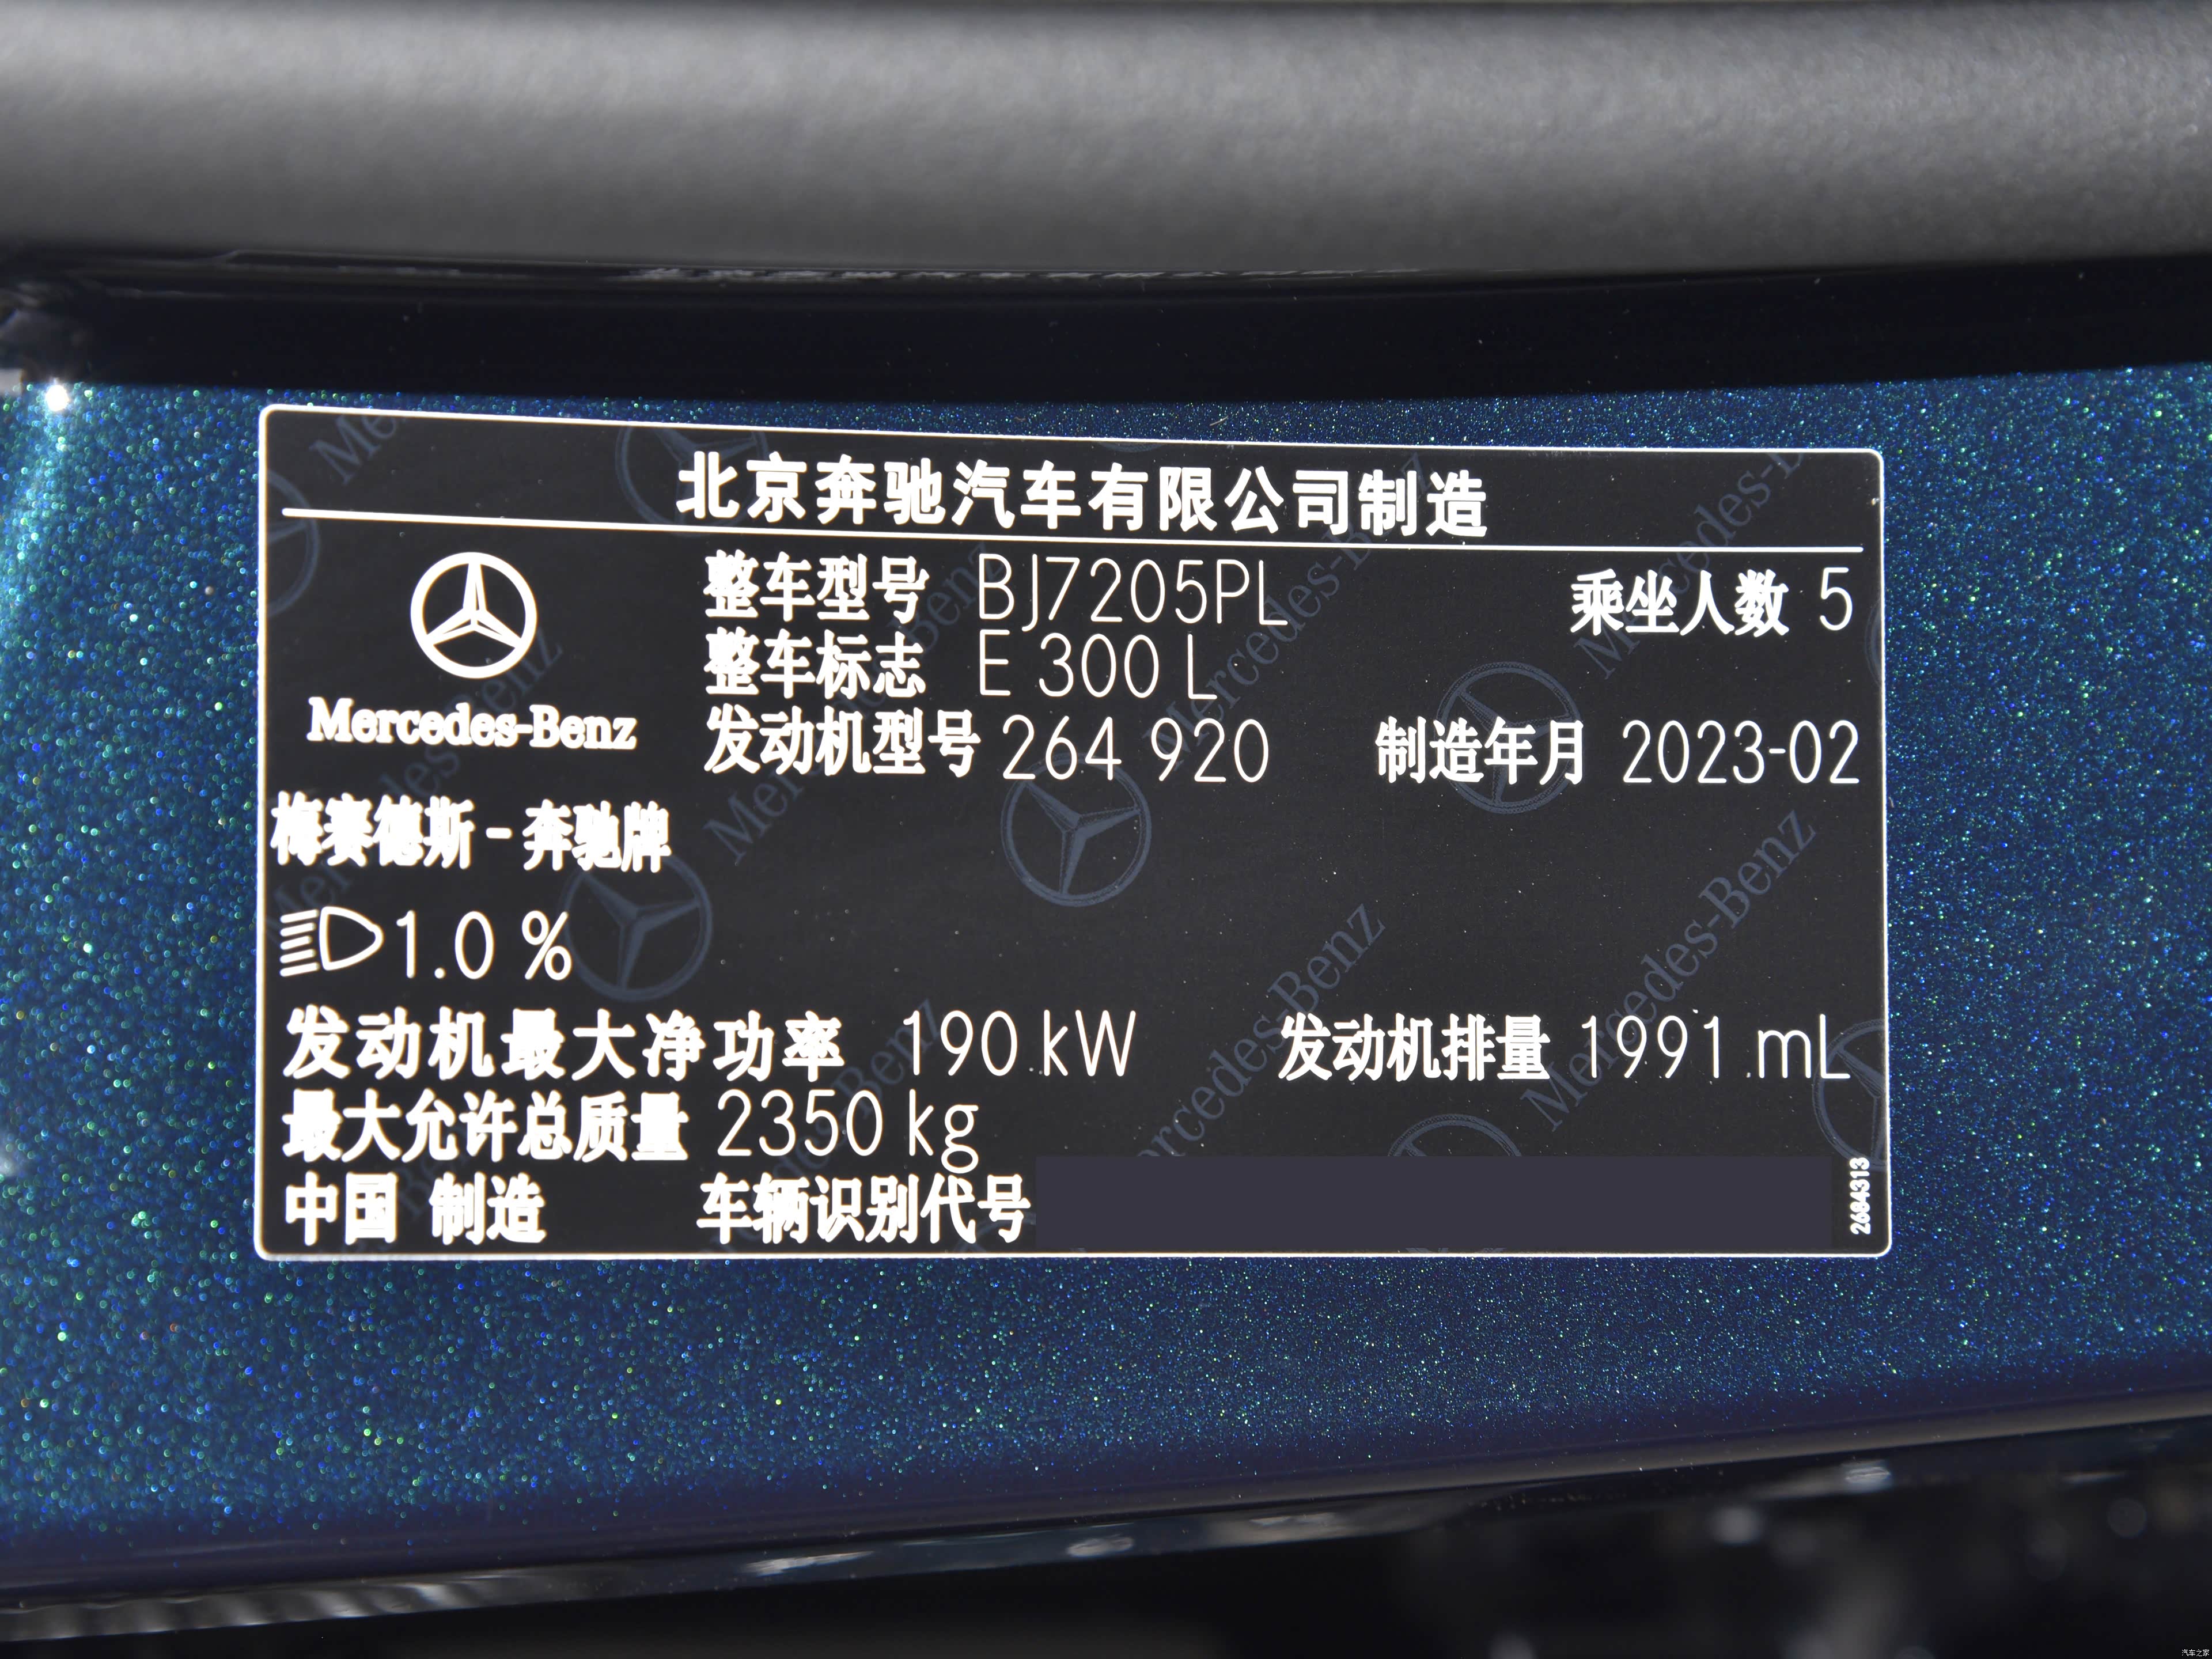 北京奔驰汽车有限公司制造
整车型号 BJ7205PL 乘坐人数 5
整车标志 E 300 L
Mercedes-Benz
发动机型号 264 920 制造年月 2023-02
梅赛德斯-奔驰牌
1.0 %
发动机最大净功率 190 kW 发动机排量 1991 mL
最大允许总质量 2350 kg
中国 制造 车辆识别代号
2684313
汽车之家